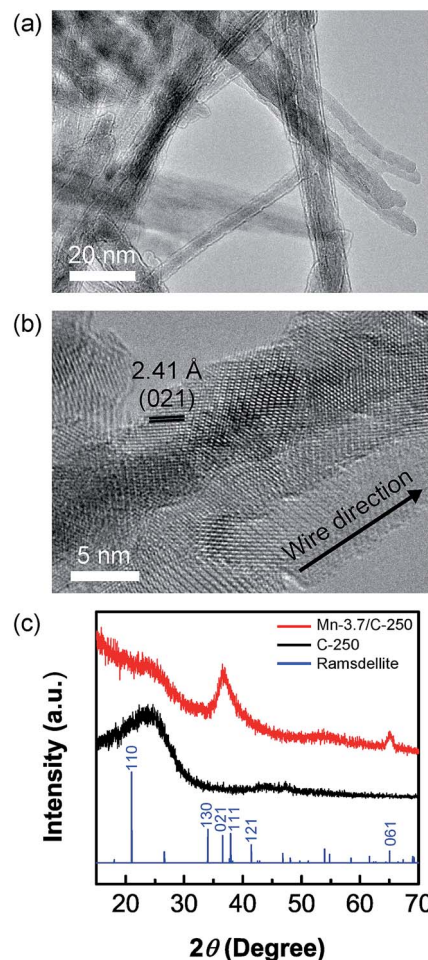 (a)
20 nm
(b)
2.41 Å
(021)
Wire direction
5 nm
(c)
Mn-3.7/C-250
C-250
Ramsdellite
Intensity (a.u.)
110
130
021
111
121
061
20 30 40 50 60 70
2θ (Degree)